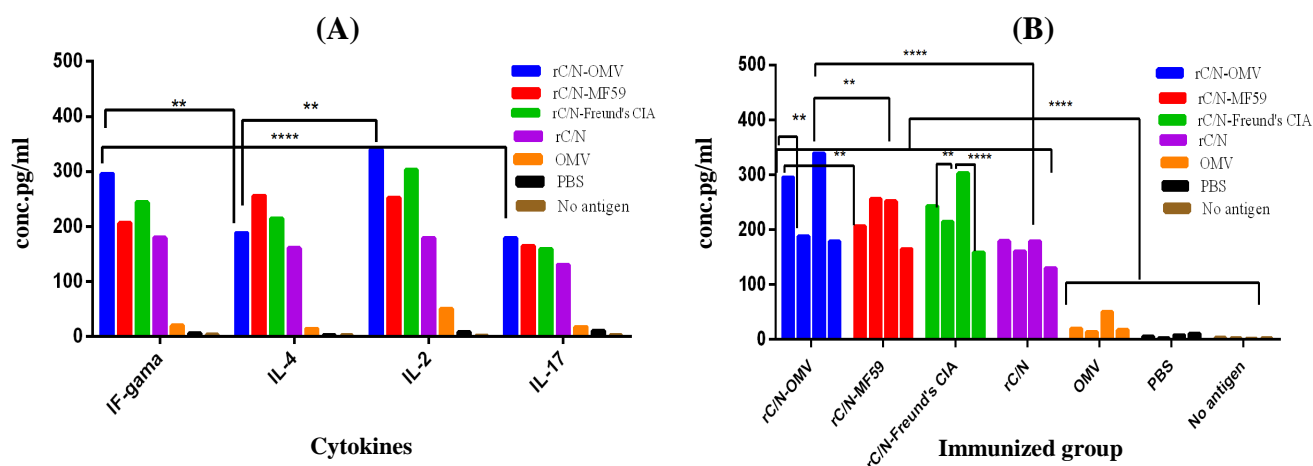 (A)
500
400
300
200
100
0
conc.pg/ml
**
**
****
rC/N-OMV
rC/N-MF59
rC/N-Freund's CIA
rC/N
OMV
PBS
No antigen
IF-gama
IL-4
IL-2
IL-17
Cytokines
(B)
500
400
300
200
100
0
conc.pg/ml
****
**
****
**
**
**
****
rC/N-OMV
rC/N-MF59
rC/N-Freund's CIA
rC/N
OMV
PBS
No antigen
rC/N-OMV
rC/N-MF59
rC/N-Freund's CIA
rC/N
OMV
PBS
No antigen
Immunized group